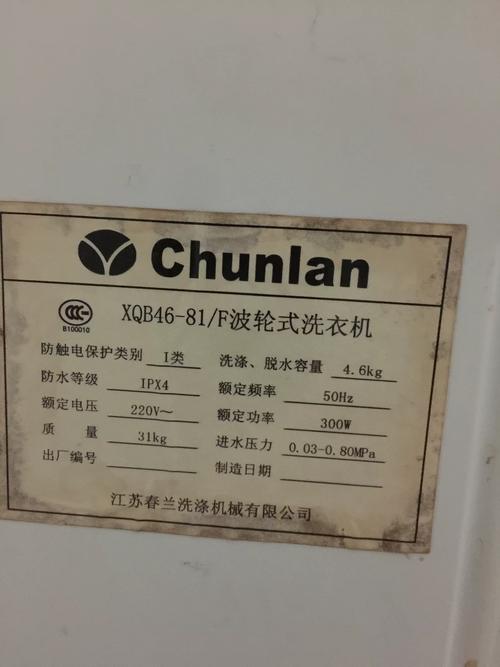 Chunlan
CCC
B100010
XQB46-81/F波轮式洗衣机
防触电保护类别 I类 洗涤、脱水容量 4.6kg
防水等级 IPX4 额定频率 50Hz
额定电压 220V～ 额定功率 300W
质 量 31kg 进水压力 0.03-0.80MPa
出厂编号 制造日期
江苏春兰洗涤机械有限公司